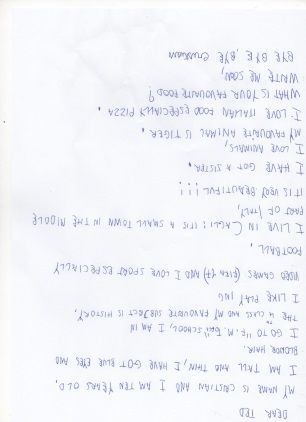 DEAR TED
MY NAME IS CRISTIAN AND I AM TEN YEARS OLD.
I AM TALL AND THIN, I HAVE GOT BLUE EYES AND
BLONDE HAIR.
I GO TO "F. M. " SCHOOL, I AM IN
THE 4 CLASS MY FAVOURITE SUBJECT IS HISTORY.
I LIKE PLAY ING
VIDEO GAMES (FIFA) AND I LOVE SPORT ESPECIALLY
FOOTBALL.
I LIVE IN CAGLI: IT IS A SMALL TOWN IN THE MIDDLE
PART OF ITALY,
IT IS VERY BEAUTIFUL !!!
I HAVE GOT A SISTER.
I LOVE ANIMALS,
MY FAVOURITE ANIMAL IS TIGER.
I LOVE ITALIAN FOOD ESPECIALLY PIZZA.
WHAT IS YOUR FAVOURITE FOOD?
WRITE ME SOON,
BYE BYE, BYE CRISTIAN